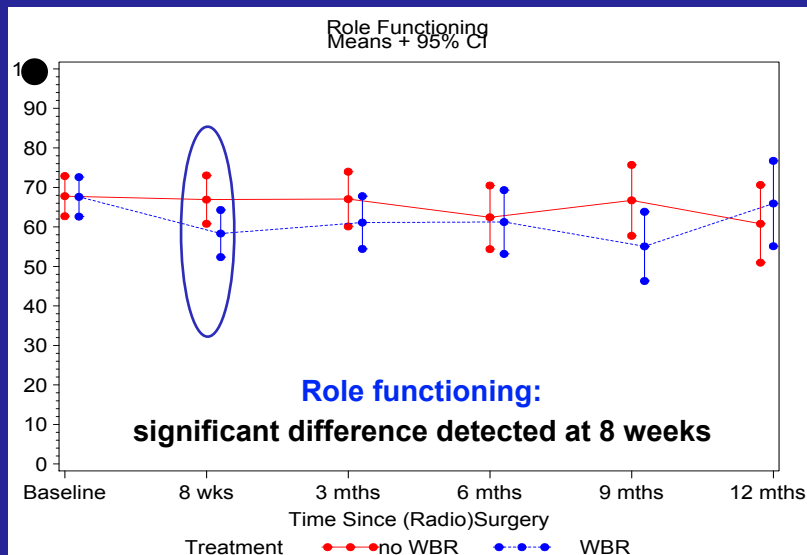 Role Functioning
Means + 95% CI
90
80
70
60
50
40
30
20
10
0
Role functioning:
significant difference detected at 8 weeks
Baseline 8 wks 3 mths 6 mths 9 mths 12 mths
Time Since (Radio)Surgery
Treatment no WBR WBR